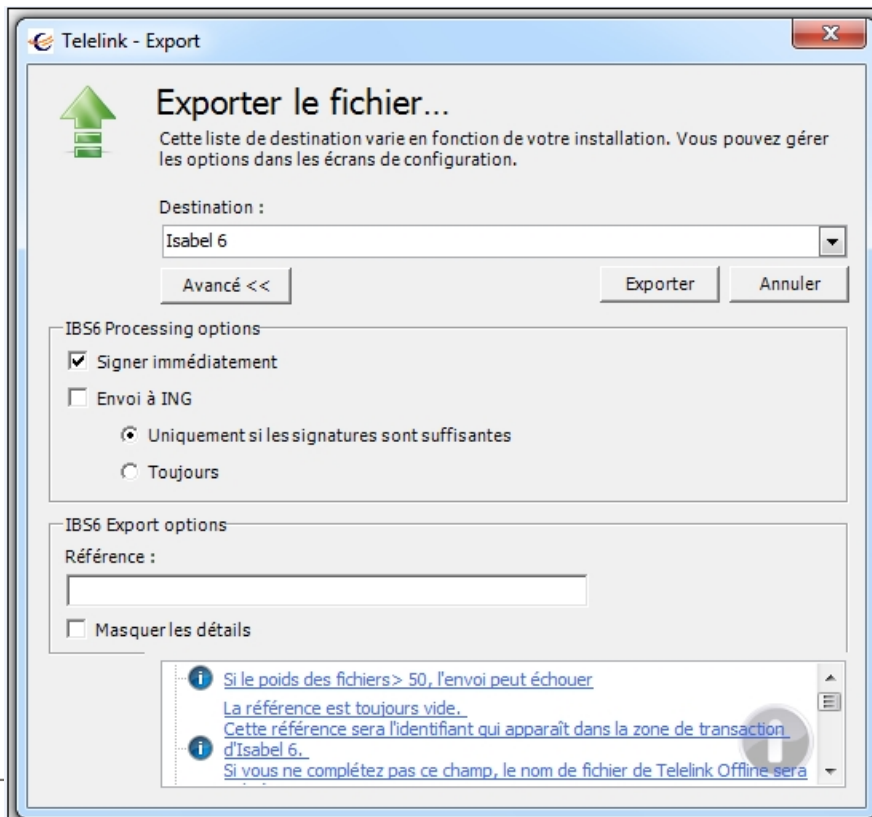 Telelink - Export
Exporter le fichier...
Cette liste de destination varie en fonction de votre installation. Vous pouvez gérer
les options dans les écrans de configuration.
Destination :
Isabel 6
Avancé <<
Exporter
Annuler
IBS6 Processing options
Signer immédiatement
Envoi à ING
Uniquement si les signatures sont suffisantes
Toujours
IBS6 Export options
Référence :
Masquer les détails
Si le poids des fichiers> 50, l'envoi peut échouer
La référence est toujours vide.
Cette référence sera l'identifiant qui apparaît dans la zone de transaction
d'Isabel 6.
Si vous ne complétez pas ce champ, le nom de fichier de Telelink Offline sera